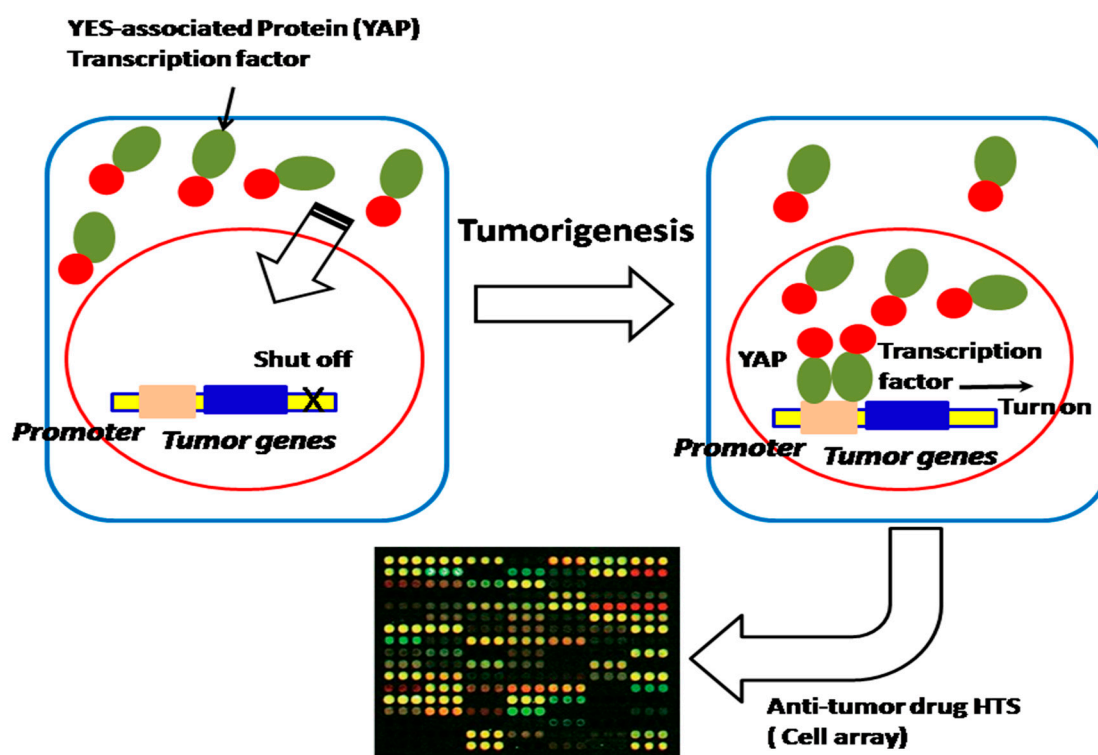 YES-associated Protein (YAP)
Transcription factor
Tumorigenesis
Shut off
X
Promoter
Tumor genes
YAP
Transcription
factor
Turn on
Promoter
Tumor genes
Anti-tumor drug HTS
( Cell array)